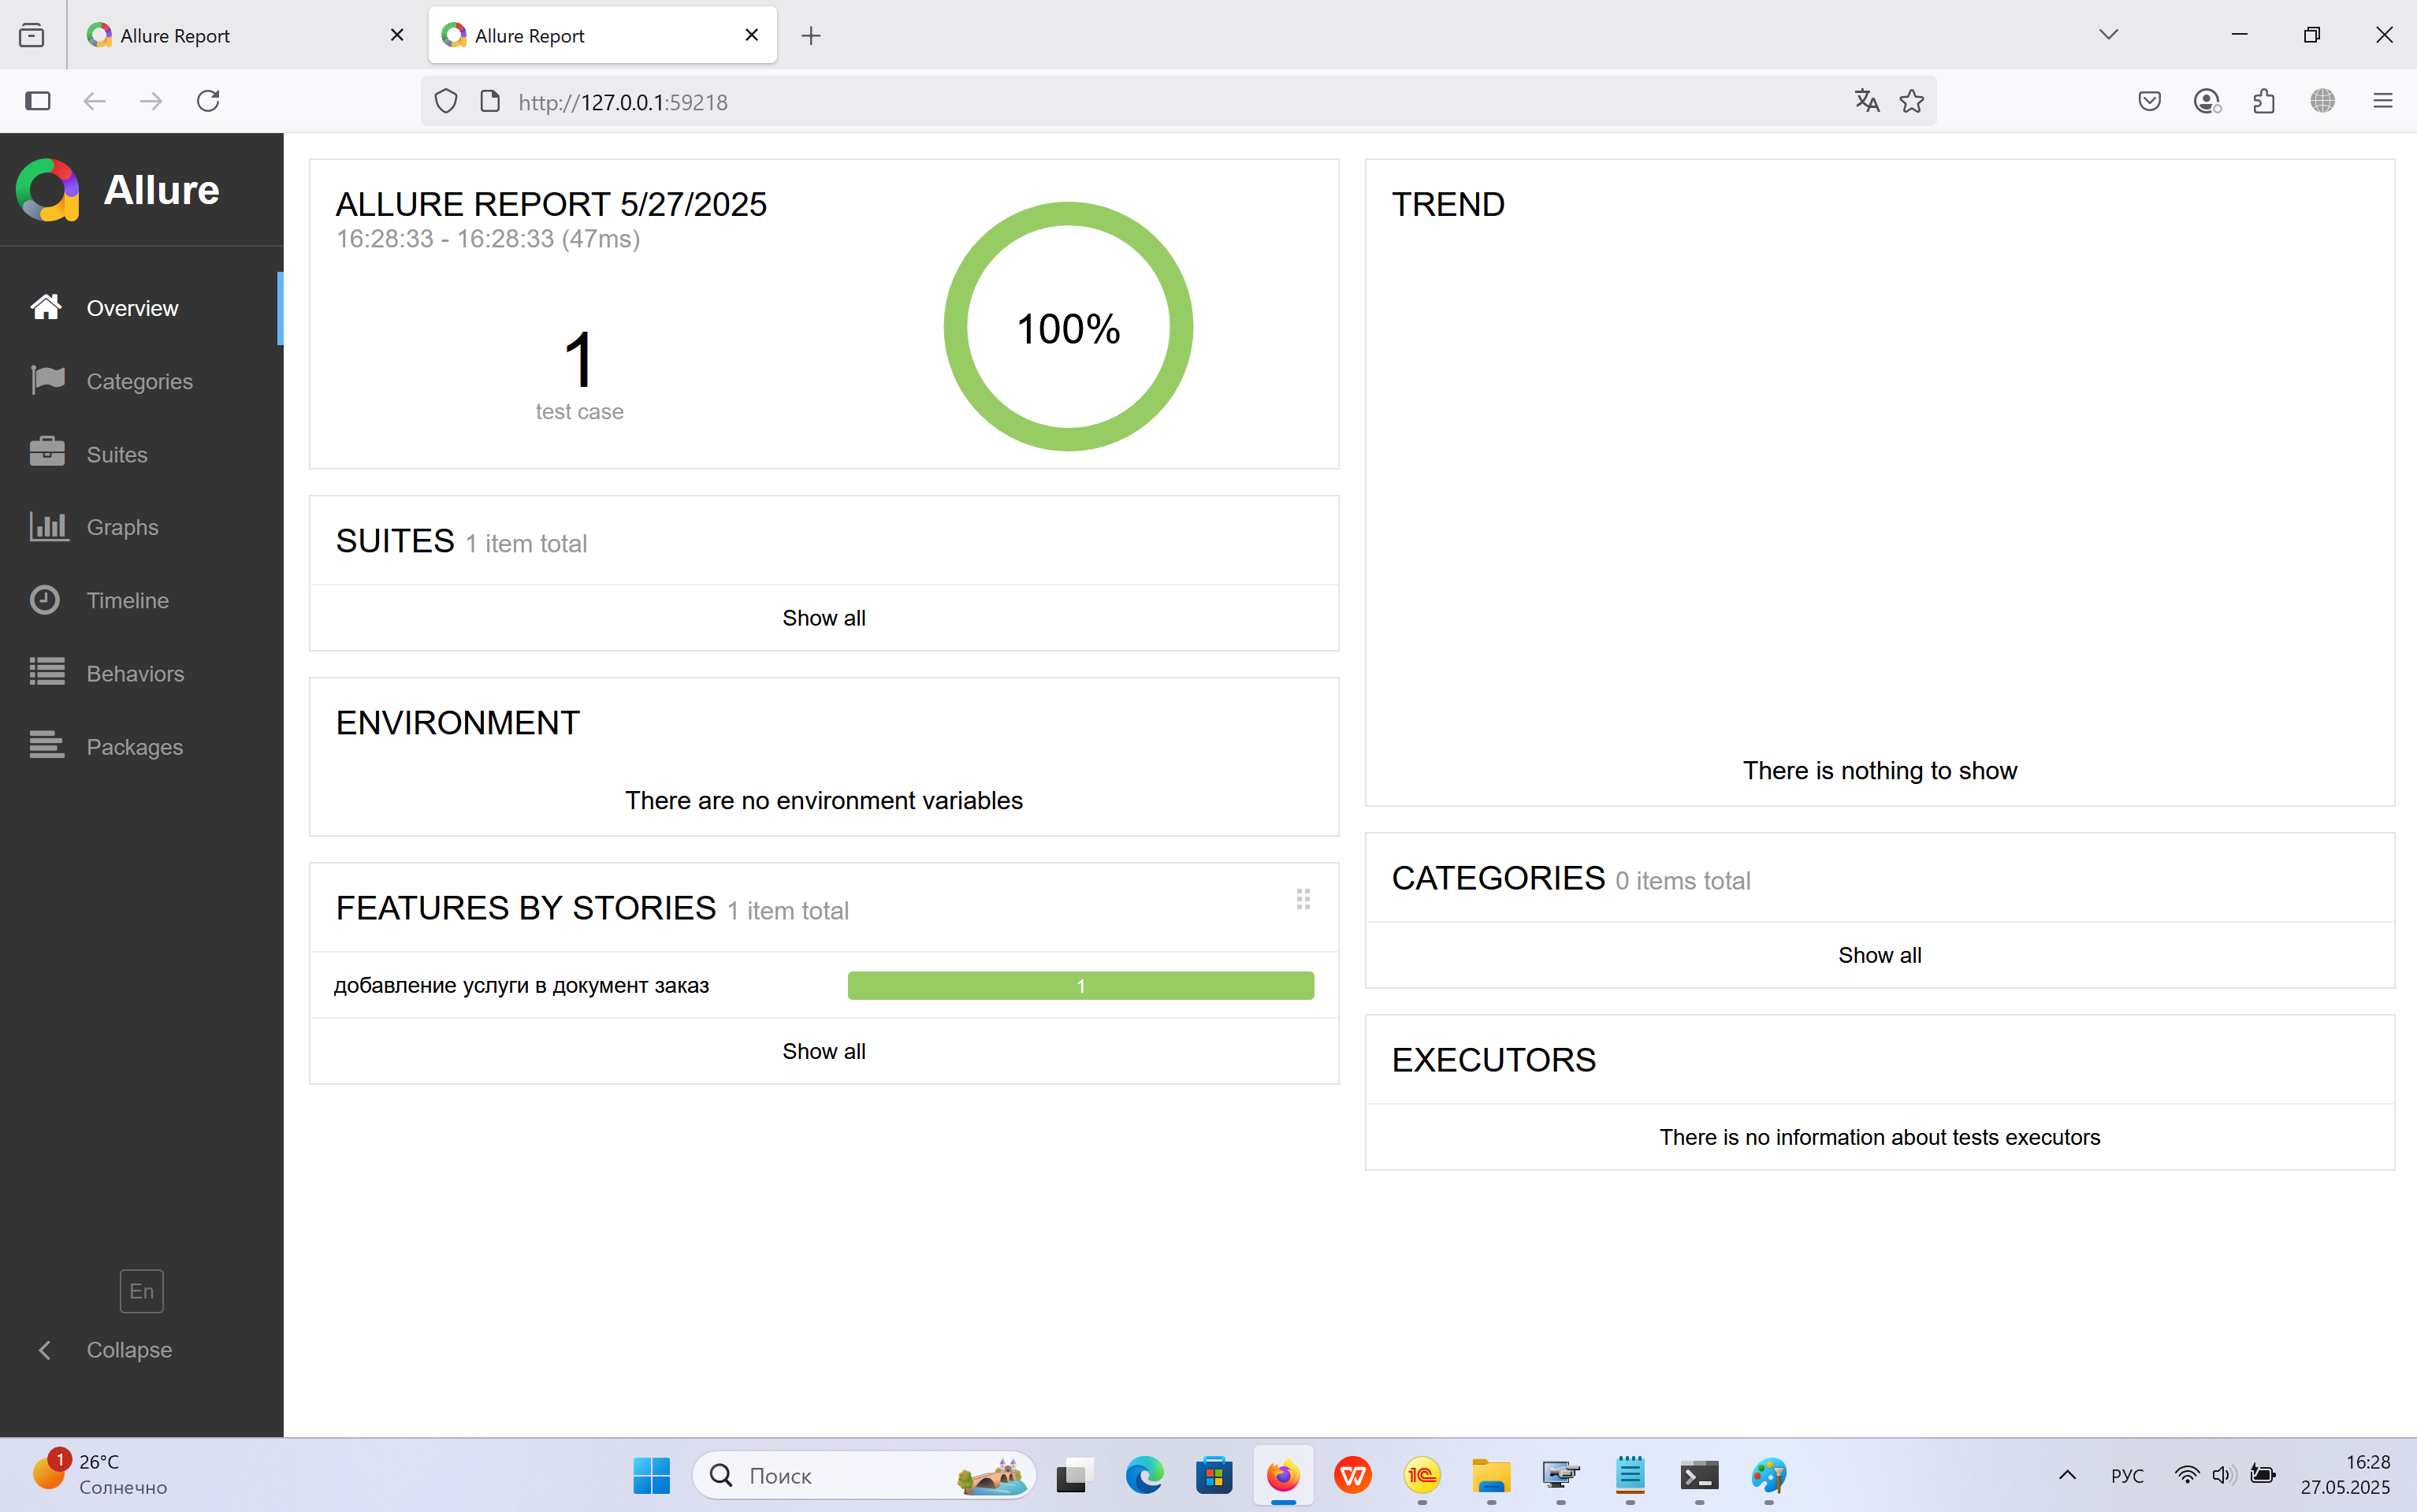 Allure Report
Allure Report
http://127.0.0.1:59218
Allure
Overview
Categories
Suites
Graphs
Timeline
Behaviors
Packages
En
Collapse
ALLURE REPORT 5/27/2025
16:28:33 - 16:28:33 (47ms)
1
test case
100%
SUITES 1 item total
Show all
ENVIRONMENT
There are no environment variables
FEATURES BY STORIES 1 item total
добавление услуги в документ заказ 1
Show all
TREND
There is nothing to show
CATEGORIES 0 items total
Show all
EXECUTORS
There is no information about tests executors
1
26°C
Солнечно
Поиск
РУС
16:28
27.05.2025